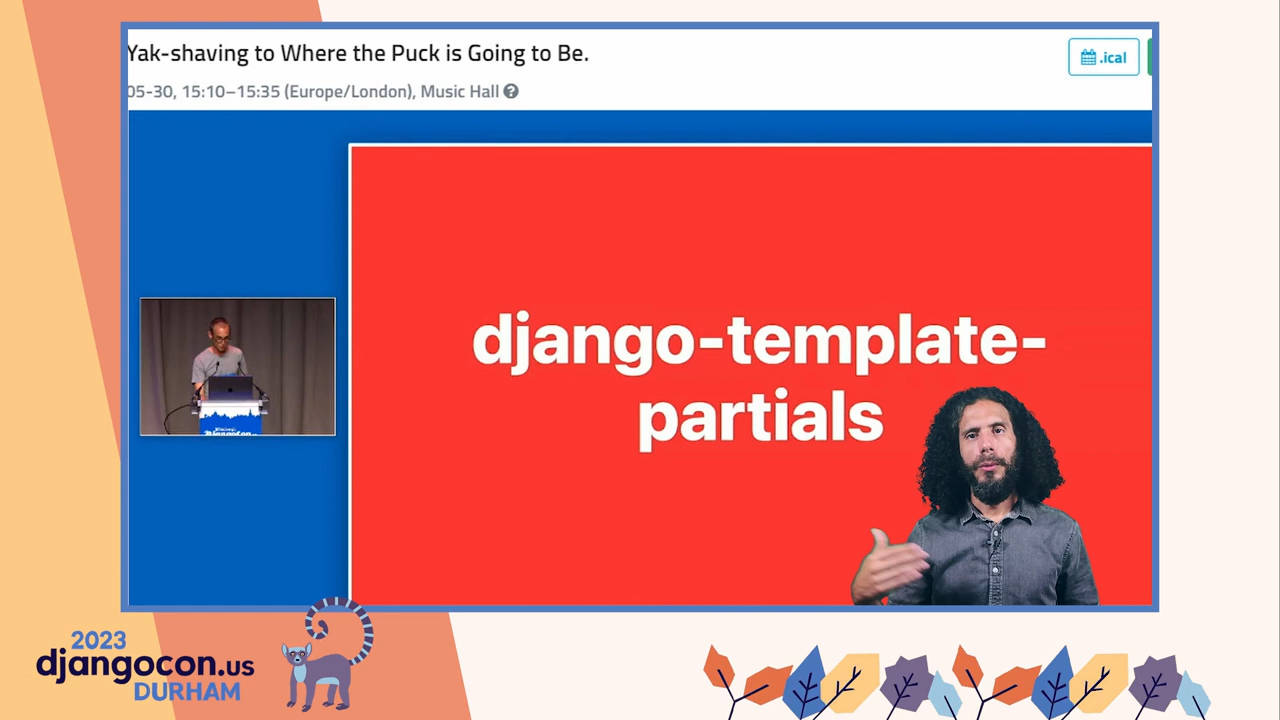 Yak-shaving to Where the Puck is Going to Be.
.ical
05-30, 15:10–15:35 (Europe/London), Music Hall
django-template-
partials
djangocon
2023
djangocon.us
DURHAM